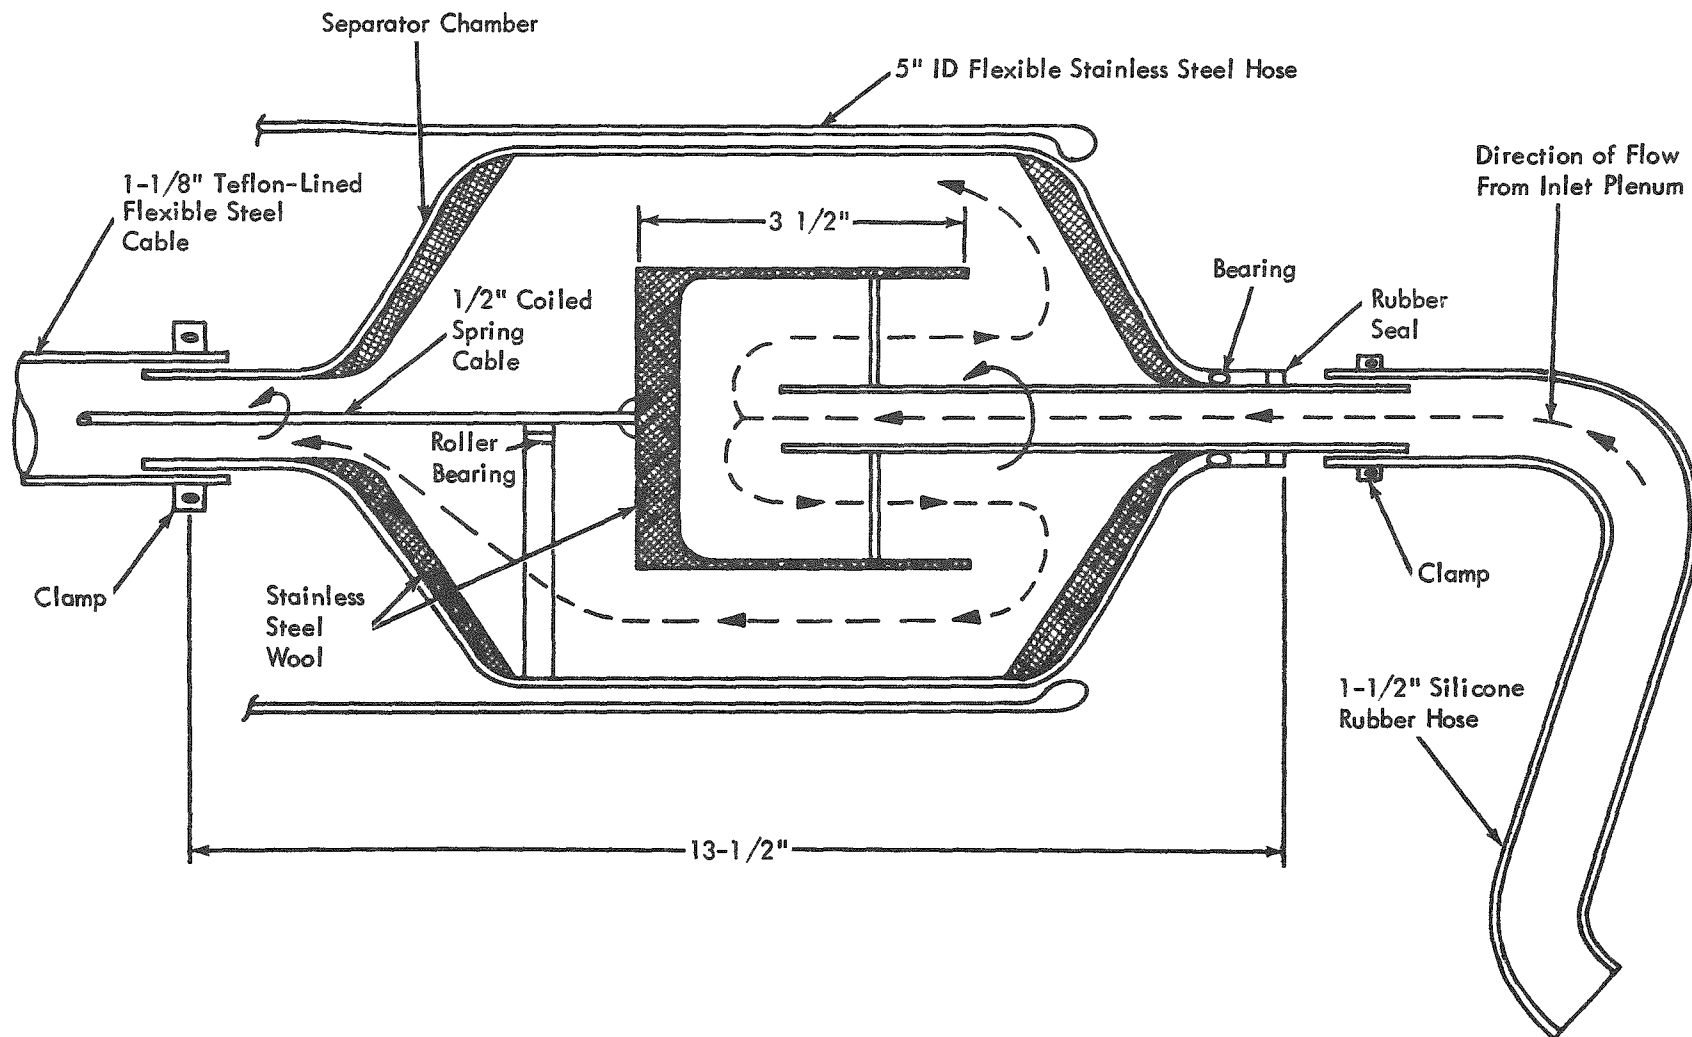 Separator Chamber
5" ID Flexible Stainless Steel Hose
Direction of Flow
From Inlet Plenum
1-1/8" Teflon-Lined
Flexible Steel
Cable
3 1/2"
Bearing
1/2" Coiled
Spring
Cable
Rubber
Seal
Roller
Bearing
Clamp
Stainless
Steel
Wool
Clamp
1-1/2" Silicone
Rubber Hose
13-1/2"